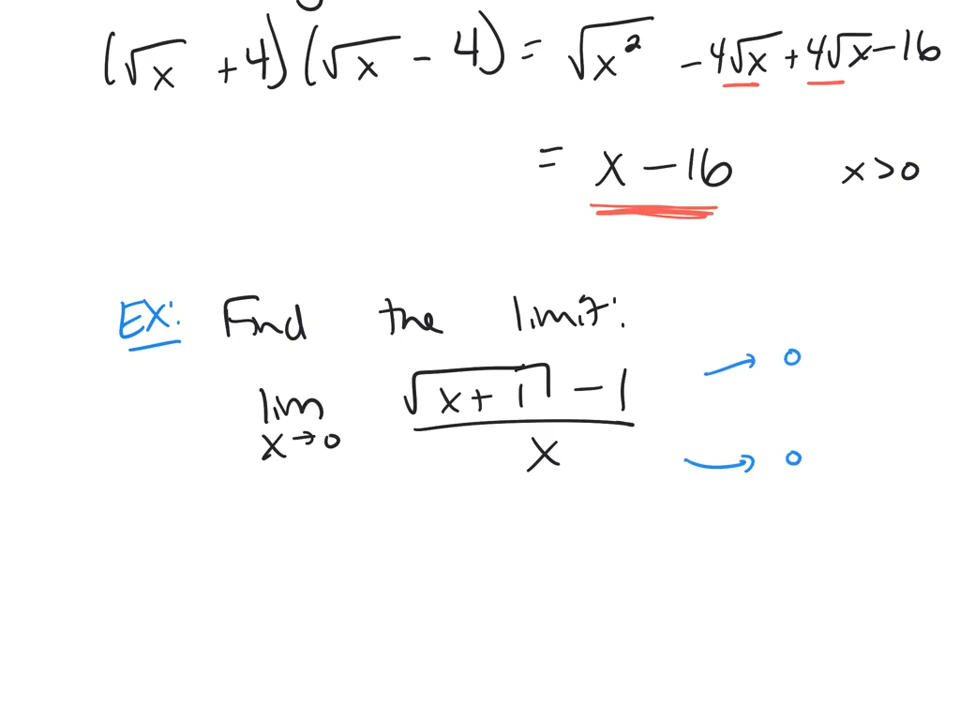 (√x + 4)(√x - 4) = √x² - 4√x + 4√x - 16
= x - 16 x > 0
EX: Find the limit:
lim x→0 (√(x+1) - 1)/x → 0 → 0